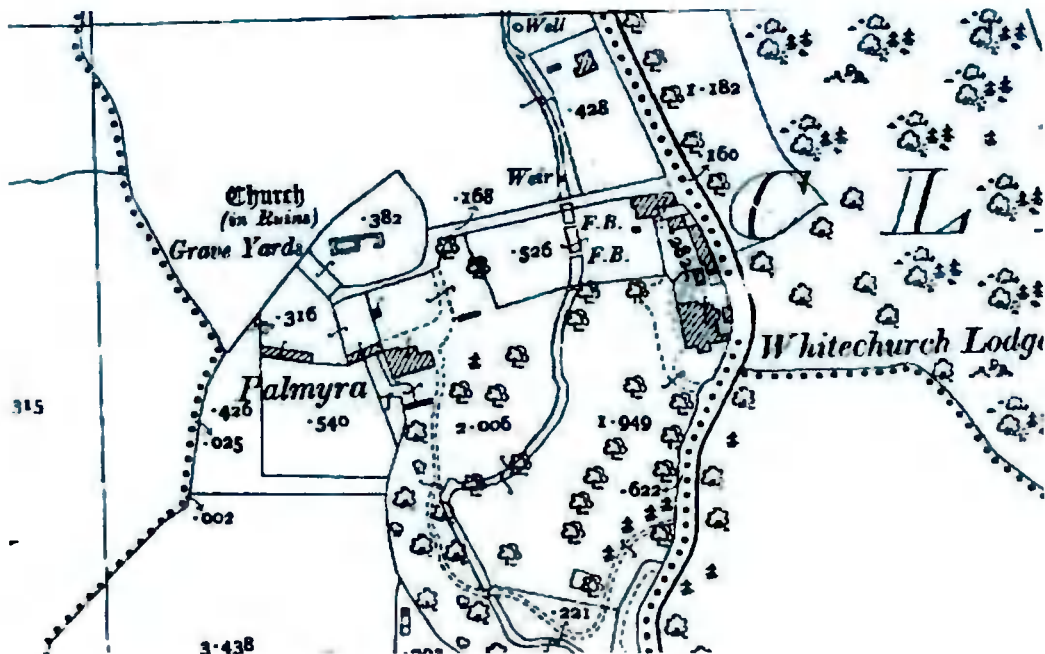 Well
1·182
·428
·160
Weir
·168
Church
(in Ruins)
·382
Grave Yards
F.B.
·526
F.B.
O L
·316
Whitechurch Lodge
Palmyra
315
·426
·540
2·006
1·949
·025
·622
·002
·221
3·438